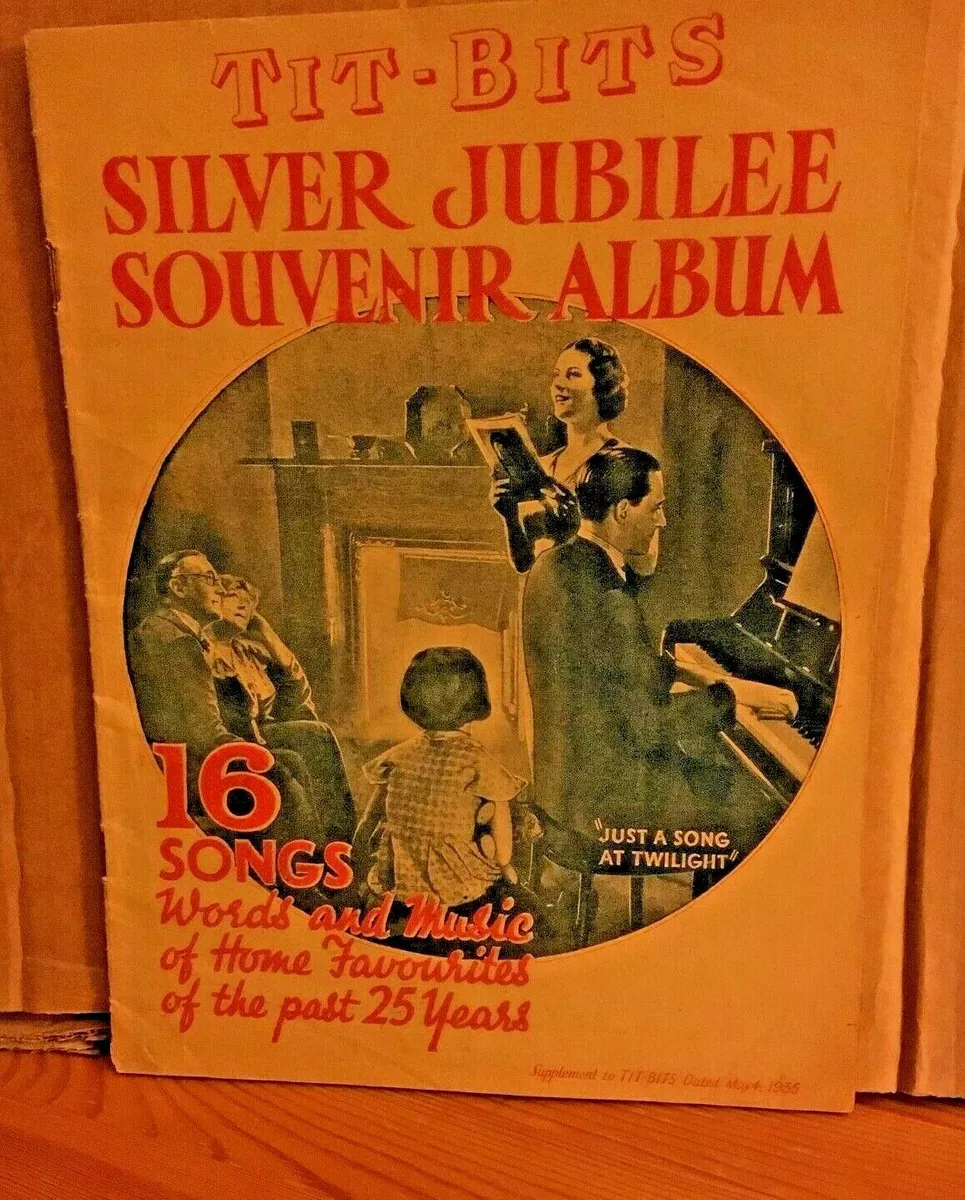 TIT-BITS
SILVER JUBILEE
SOUVENIR ALBUM
16
SONGS
Words and Music
of Home Favourites
of the past 25 Years
"JUST A SONG
AT TWILIGHT"
Supplement to TIT-BITS Dated May 4, 1935